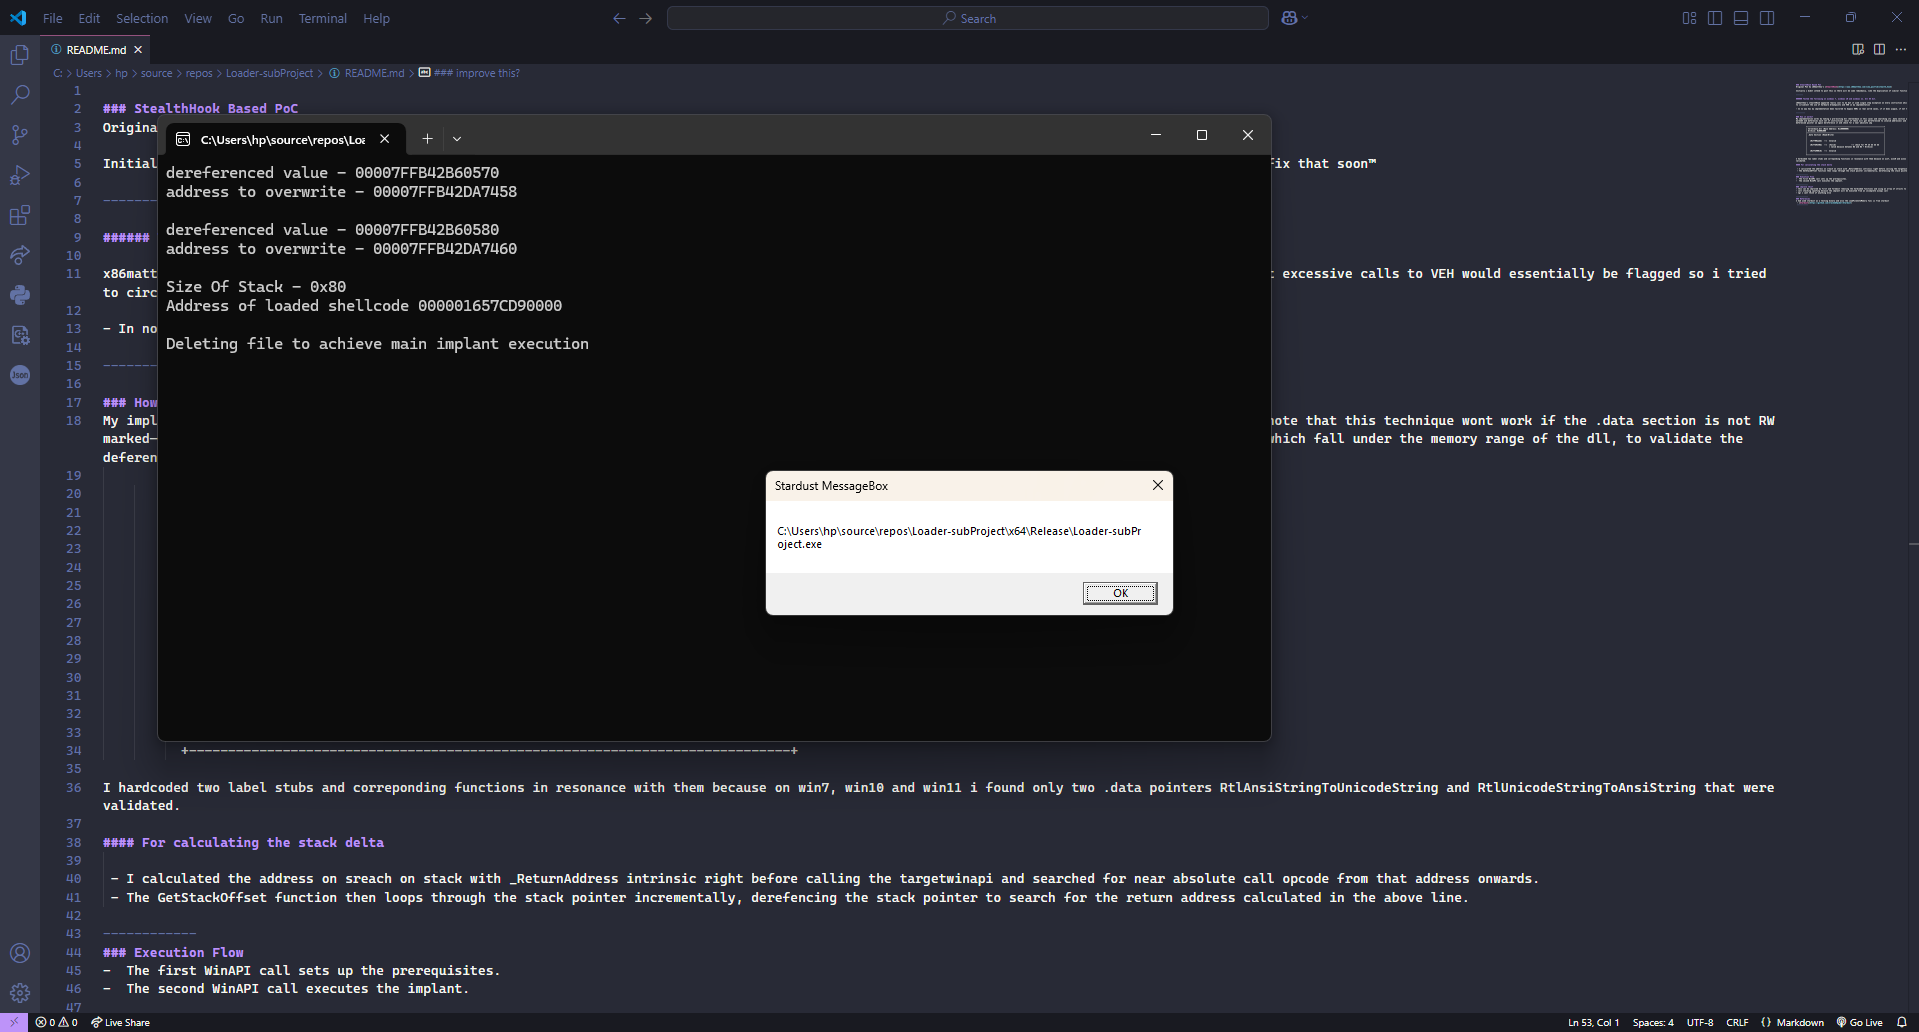 File Edit Selection View Go Run Terminal Help
Search
README.md
C: > Users > hp > source > repos > Loader-subProject > README.md > ### improve this?
1
2 ### StealthHook Based PoC
3 Origina
4
5 Initial ix that soon™
6
7 ------
8
9 ######
10
11 x86matt excessive calls to VEH would essentially be flagged so i tried
to circ
12
13 - In no
14
15 ------
16
17 ### How
18 My impl note that this technique wont work if the .data section is not RW
marked- which fall under the memory range of the dll, to validate the
deferen
19
20
21
22
23
24
25
26
27
28
29
30
31
32
33
34 +-----------------------------------------------------------------------------+
35
36 I hardcoded two label stubs and correponding functions in resonance with them because on win7, win10 and win11 i found only two .data pointers RtlAnsiStringToUnicodeString and RtlUnicodeStringToAnsiString that were
validated.
37
38 #### For calculating the stack delta
39
40 - I calculated the address on sreach on stack with _ReturnAddress intrinsic right before calling the targetwinapi and searched for near absolute call opcode from that address onwards.
41 - The GetStackOffset function then loops through the stack pointer incrementally, derefencing the stack pointer to search for the return address calculated in the above line.
42
43 ------------
44 ### Execution Flow
45 - The first WinAPI call sets up the prerequisites.
46 - The second WinAPI call executes the implant.
47
C:\Users\hp\source\repos\Loa
dereferenced value - 00007FFB42B60570
address to overwrite - 00007FFB42DA7458
dereferenced value - 00007FFB42B60580
address to overwrite - 00007FFB42DA7460
Size Of Stack - 0x80
Address of loaded shellcode 000001657CD90000
Deleting file to achieve main implant execution
Stardust MessageBox
C:\Users\hp\source\repos\Loader-subProject\x64\Release\Loader-subPr
oject.exe
OK
Json
0 0 Live Share
Ln 53, Col 1 Spaces: 4 UTF-8 CRLF {} Markdown Go Live